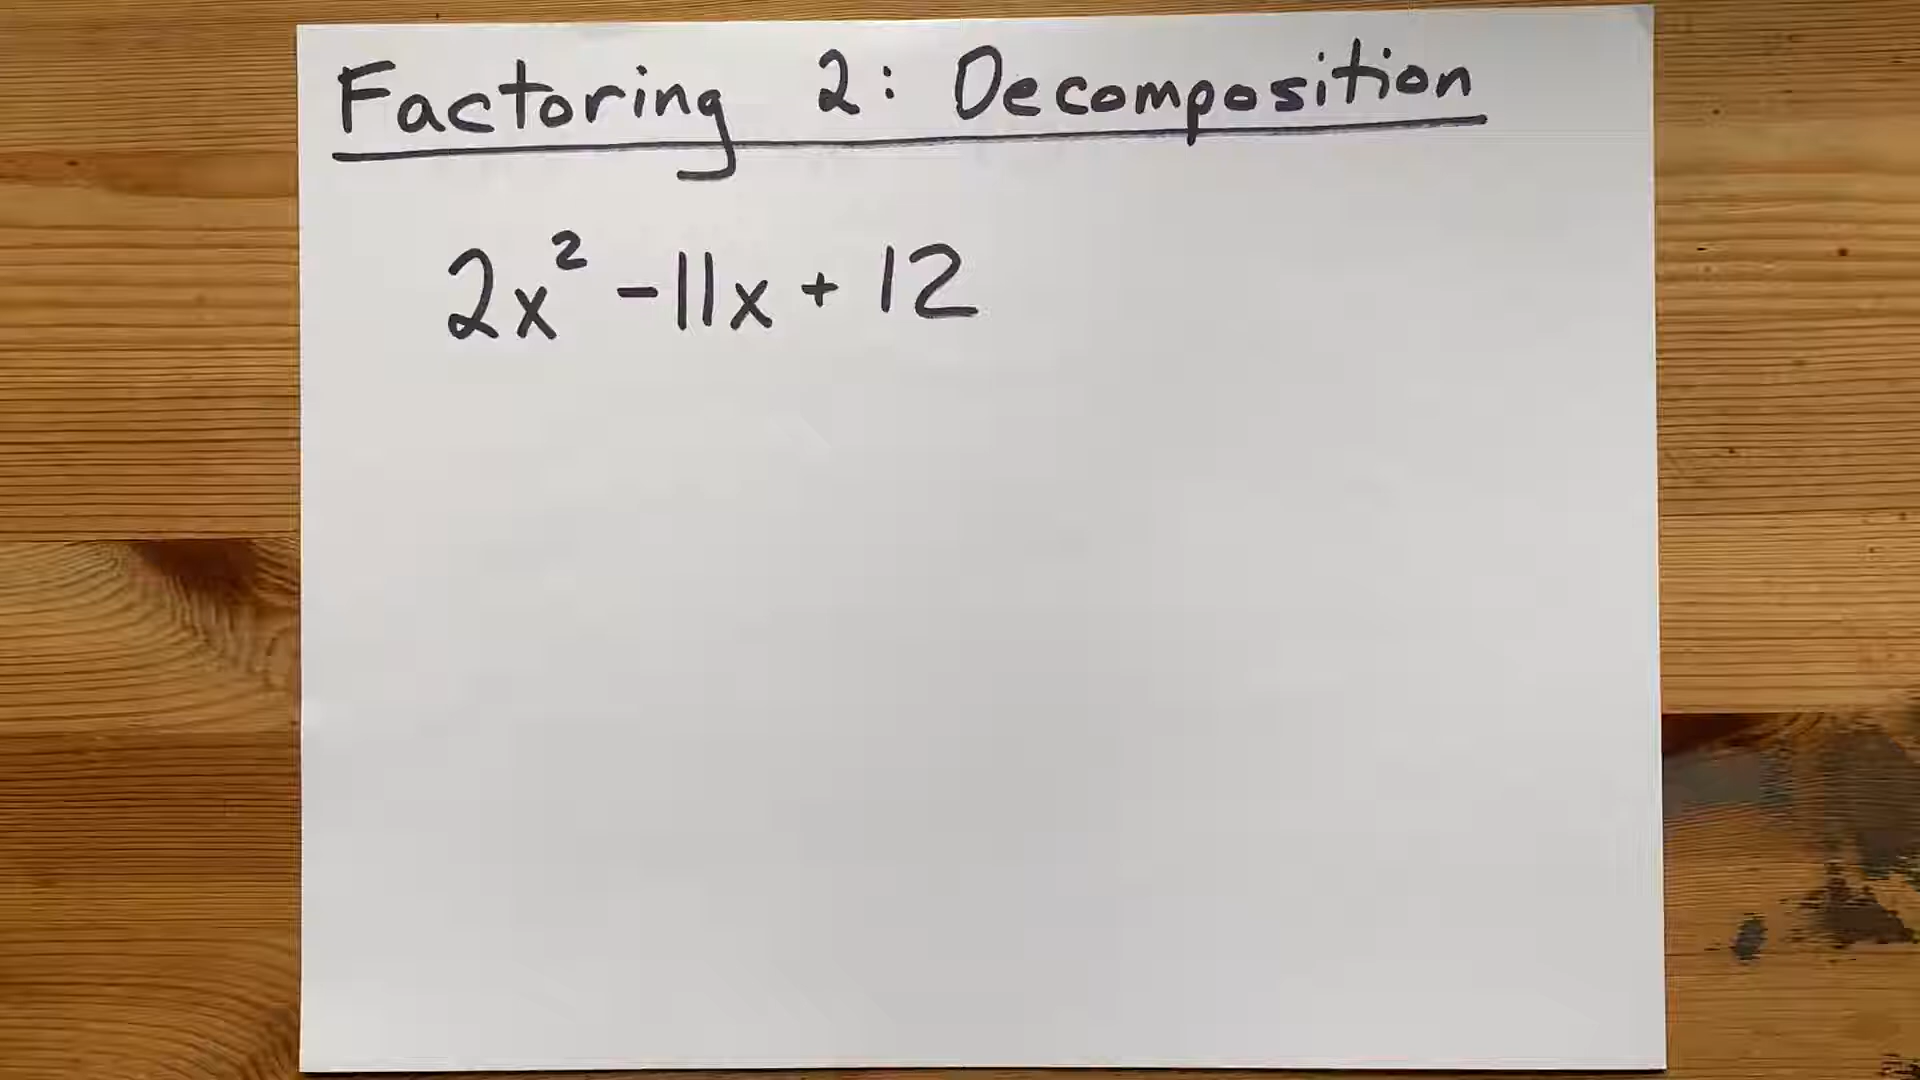 Factoring 2: Decomposition
2x² -11x + 12